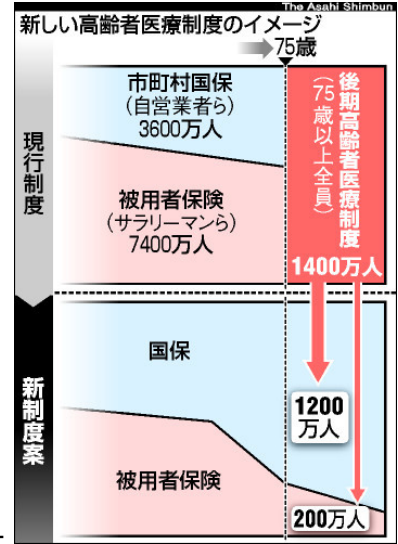 The Asahi Shimbun
新しい高齢者医療制度のイメージ
75歳
現行制度
市町村国保
(自営業者ら)
3600万人
被用者保険
(サラリーマンら)
7400万人
後期高齢者医療制度
(75歳以上全員)
1400万人
新制度案
国保
1200
万人
被用者保険
200万人